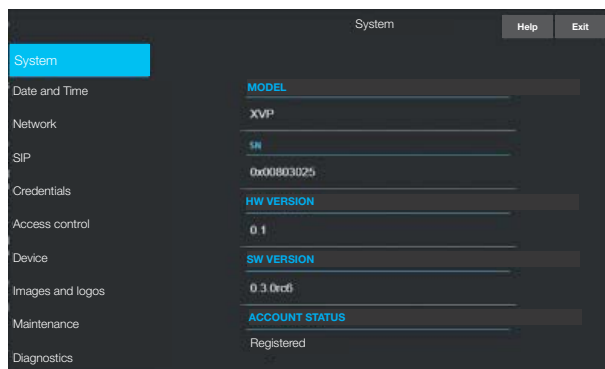 System
Help
Exit
System
Date and Time
Network
SIP
Credentials
Access control
Device
Images and logos
Maintenance
Diagnostics
MODEL
XVP
SN
0x00803025
HW VERSION
0.1
SW VERSION
0.3.0rc6
ACCOUNT STATUS
Registered